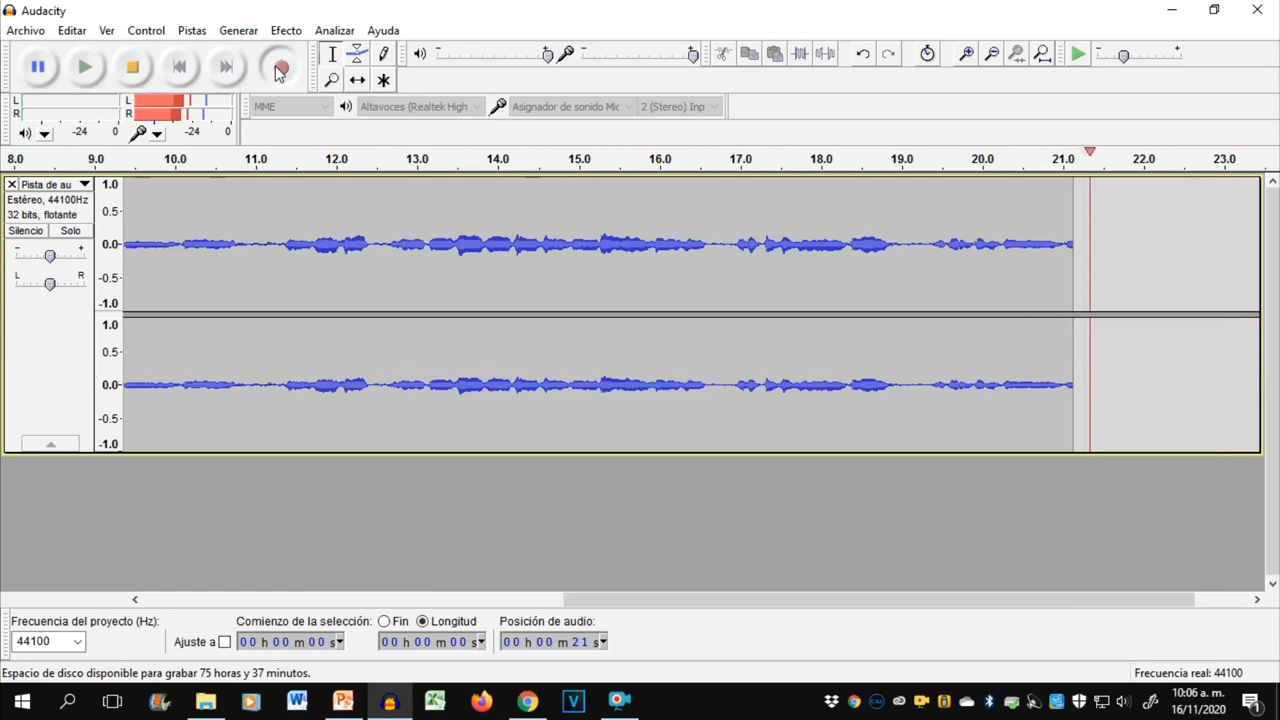 Audacity
Archivo Editar Ver Control Pistas Generar Efecto Analizar Ayuda
L L
R R
-24 0 -24 0
MME Altavoces (Realtek High Asignador de sonido Mic 2 (Stereo) Inp
8.0 9.0 10.0 11.0 12.0 13.0 14.0 15.0 16.0 17.0 18.0 19.0 20.0 21.0 22.0 23.0
Pista de au
Estéreo, 44100Hz
32 bits, flotante
Silencio Solo
- +
L R
1.0
0.5
0.0
-0.5
-1.0
1.0
0.5
0.0
-0.5
-1.0
Frecuencia del proyecto (Hz): Comienzo de la selección: Fin Longitud Posición de audio:
44100 Ajuste a 00 h 00 m 00 s 00 h 00 m 00 s 00 h 00 m 21 s
Espacio de disco disponible para grabar 75 horas y 37 minutos. Frecuencia real: 44100
10:06 a. m.
16/11/2020